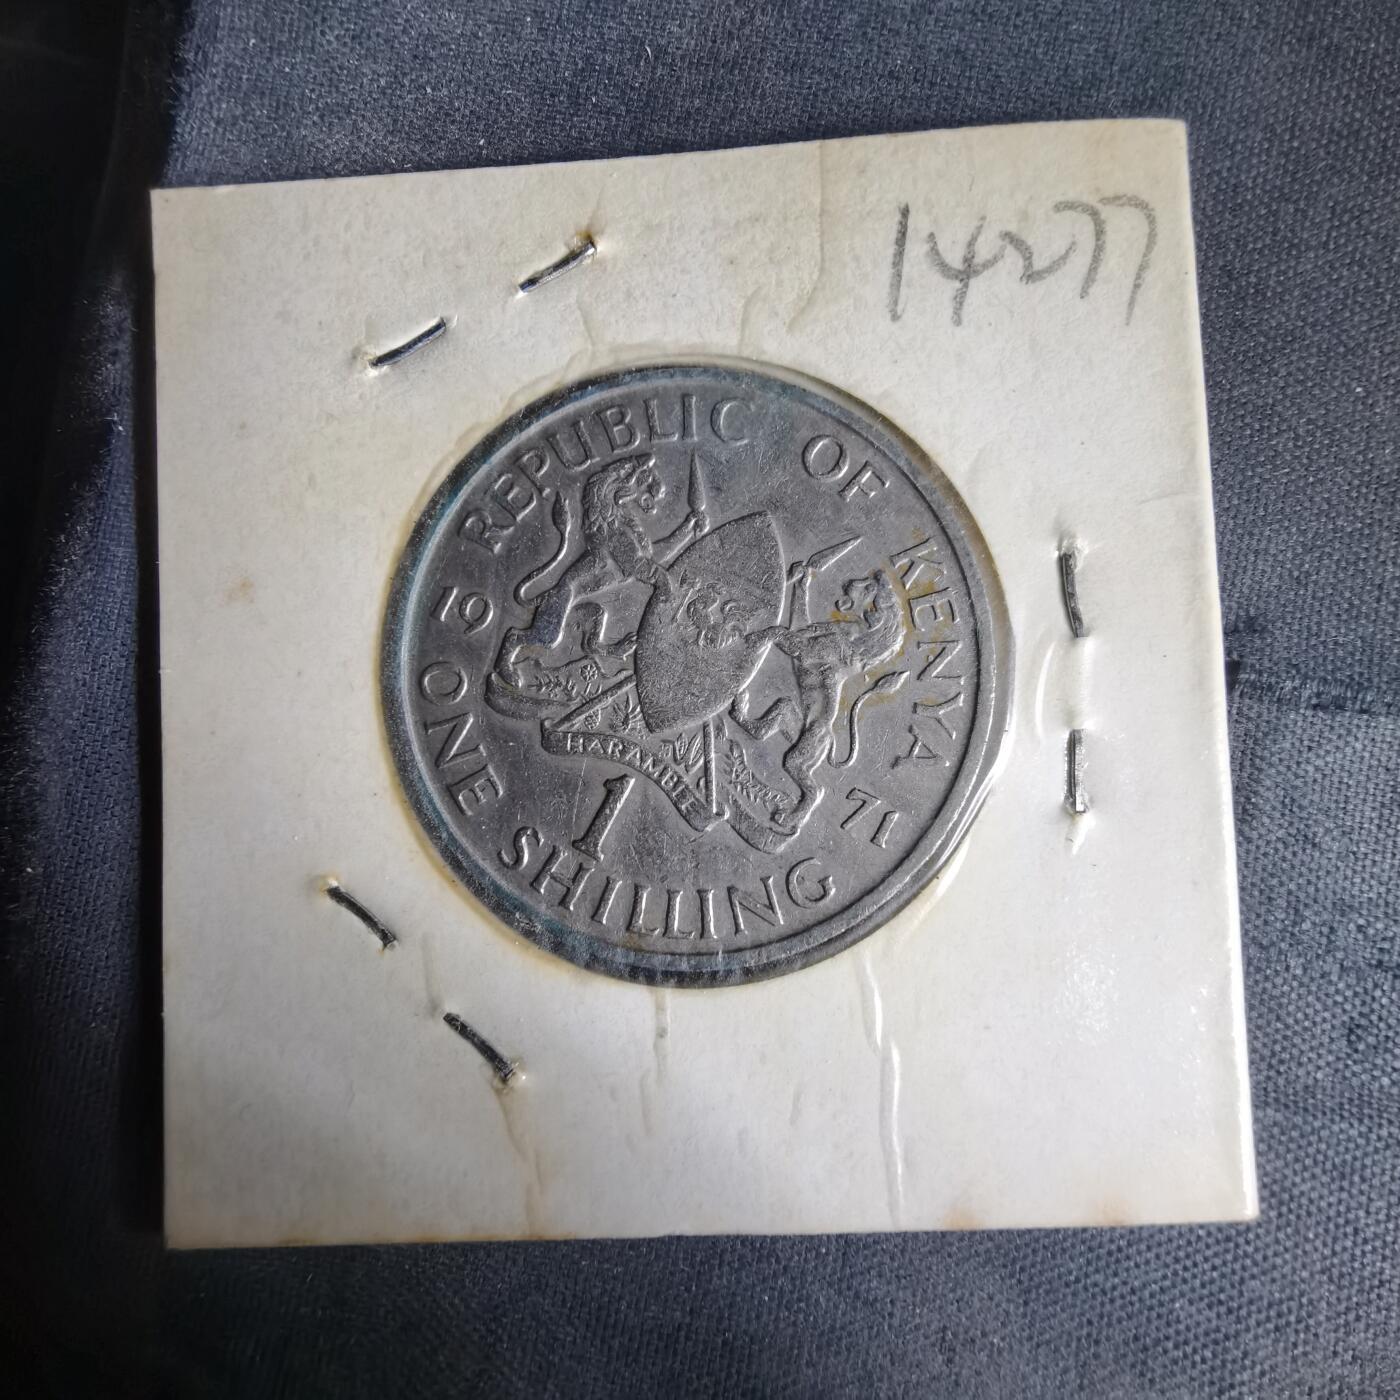 14277
REPUBLIC OF KENYA
19 71
HARAMBEE
1
ONE SHILLING